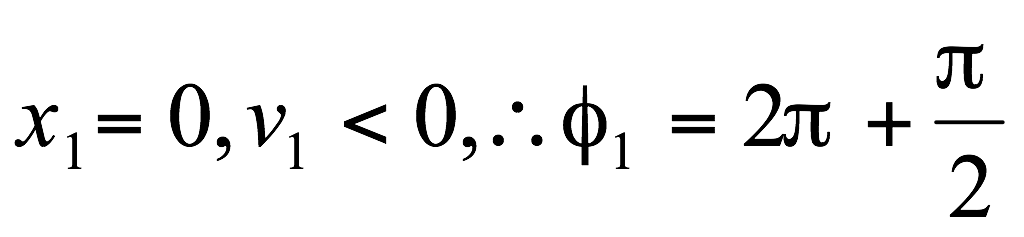 x₁ = 0, v₁ < 0, ∴ ϕ₁ = 2π + π/2